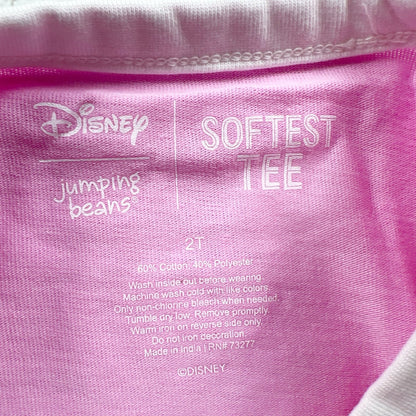 Disney
jumping
beans®
SOFTEST
TEE
2T
60% Cotton, 40% Polyester
Wash inside out before wearing.
Machine wash cold with like colors.
Only non-chlorine bleach when needed.
Tumble dry low. Remove promptly.
Warm iron on reverse side only.
Do not iron decoration.
Made in India | RN# 73277
©DISNEY